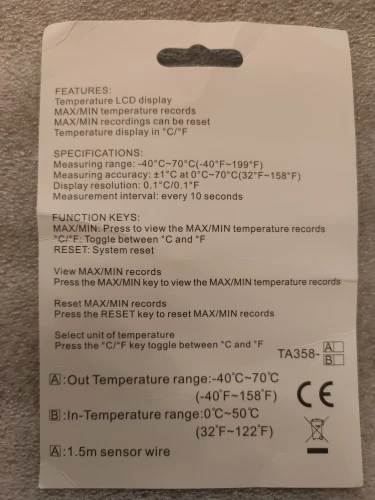 FEATURES:
Temperature LCD display
MAX/MIN temperature records
MAX/MIN recordings can be reset
Temperature display in °C/°F
SPECIFICATIONS:
Measuring range: -40°C~70°C(-40°F~199°F)
Measuring accuracy: ±1°C at 0°C~70°C(32°F~158°F)
Display resolution: 0.1°C/0.1°F
Measurement interval: every 10 seconds
FUNCTION KEYS:
MAX/MIN: Press to view the MAX/MIN temperature records
°C/°F: Toggle between °C and °F
RESET: System reset
View MAX/MIN records
Press the MAX/MIN key to view the MAX/MIN temperature records
Reset MAX/MIN records
Press the RESET key to reset MAX/MIN records
Select unit of temperature
Press the °C/°F key toggle between °C and °F
TA358- A
B
A:Out Temperature range:-40°C~70°C
(-40°F~158°F)
B:In-Temperature range:0°C~50°C
(32°F~122°F)
A:1.5m sensor wire
CE